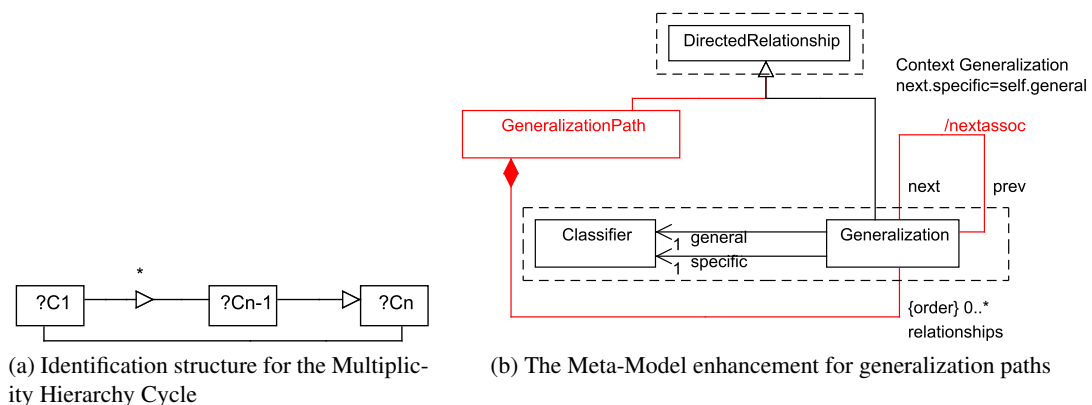 *
?C1
?Cn-1
?Cn
(a) Identification structure for the Multiplic-
ity Hierarchy Cycle
DirectedRelationship
Context Generalization
next.specific=self.general
GeneralizationPath
/nextassoc
next
prev
Classifier
Generalization
1 general
1 specific
{order} 0..*
relationships
(b) The Meta-Model enhancement for generalization paths